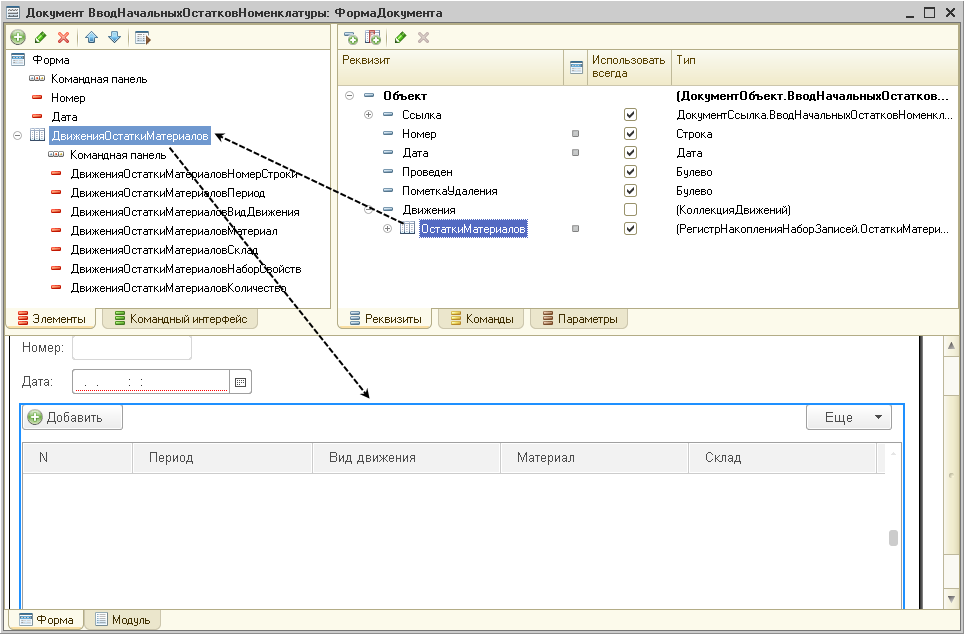 Документ ВводНачальныхОстатковНоменклатуры: ФормаДокумента
Форма
Командная панель
Номер
Дата
ДвиженияОстаткиМатериалов
Командная панель
ДвиженияОстаткиМатериаловНомерСтроки
ДвиженияОстаткиМатериаловПериод
ДвиженияОстаткиМатериаловВидДвижения
ДвиженияОстаткиМатериаловМатериал
ДвиженияОстаткиМатериаловСклад
ДвиженияОстаткиМатериаловНаборСвойств
ДвиженияОстаткиМатериаловКоличество
Элементы Командный интерфейс
Реквизит Использовать всегда Тип
Объект (ДокументОбъект.ВводНачальныхОстатков...
Ссылка ДокументСсылка.ВводНачальныхОстатковНоменкл...
Номер Строка
Дата Дата
Проведен Булево
ПометкаУдаления Булево
Движения (КоллекцияДвижений)
ОстаткиМатериалов (РегистрНакопленияНаборЗаписей.ОстаткиМатери...
Реквизиты Команды Параметры
Номер:
Дата: . . : :
Добавить Еще
N Период Вид движения Материал Склад
Форма Модуль